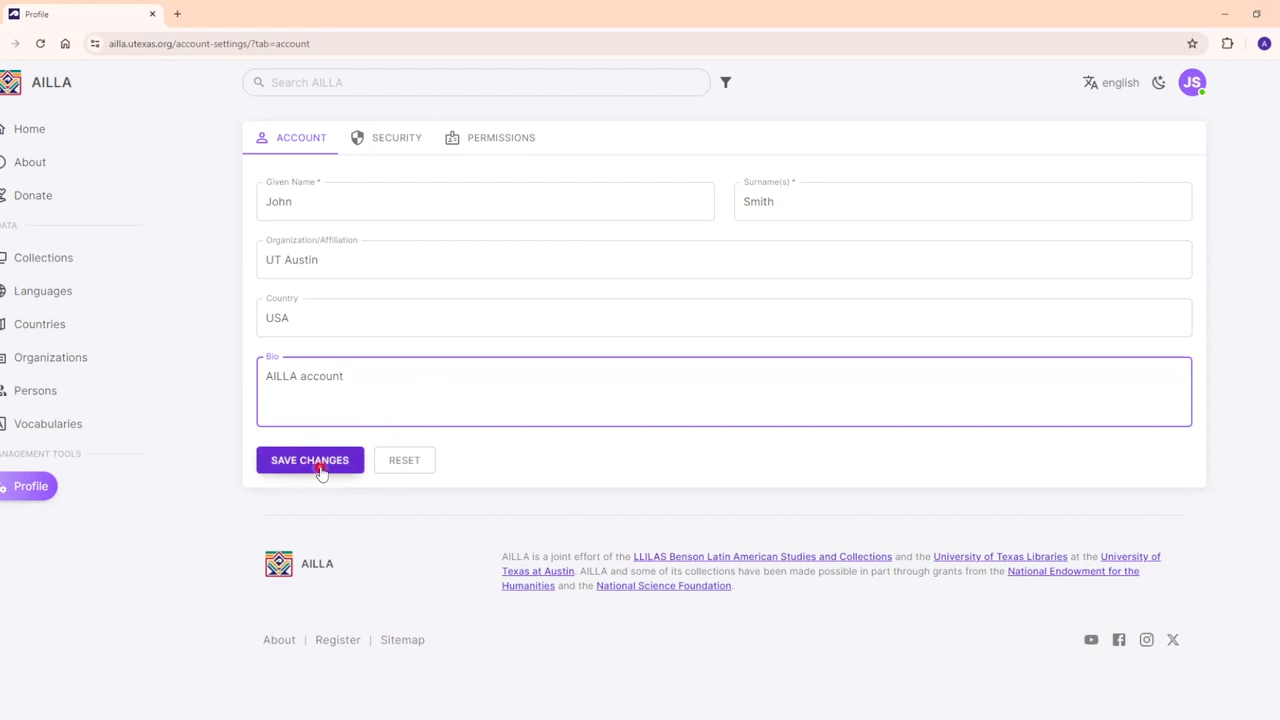 Profile
ailla.utexas.org/account-settings/?tab=account
A
AILLA
Search AILLA
english
JS
Home
About
Donate
DATA
Collections
Languages
Countries
Organizations
Persons
Vocabularies
MANAGEMENT TOOLS
Profile
ACCOUNT
SECURITY
PERMISSIONS
Given Name *
John
Surname(s) *
Smith
Organization/Affiliation
UT Austin
Country
USA
Bio
AILLA account
SAVE CHANGES
RESET
AILLA
AILLA is a joint effort of the LLILAS Benson Latin American Studies and Collections and the University of Texas Libraries at the University of
Texas at Austin. AILLA and some of its collections have been made possible in part through grants from the National Endowment for the
Humanities and the National Science Foundation.
About | Register | Sitemap